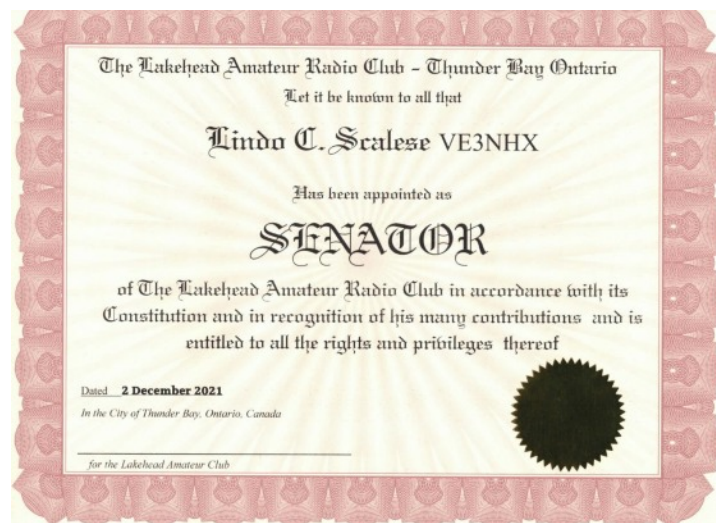 The Lakehead Amateur Radio Club - Thunder Bay Ontario
Let it be known to all that
Lindo C. Scalese VE3NHX
Has been appointed as
SENATOR
of The Lakehead Amateur Radio Club in accordance with its
Constitution and in recognition of his many contributions and is
entitled to all the rights and privileges thereof
Dated 2 December 2021
In the City of Thunder Bay, Ontario, Canada
for the Lakehead Amateur Club